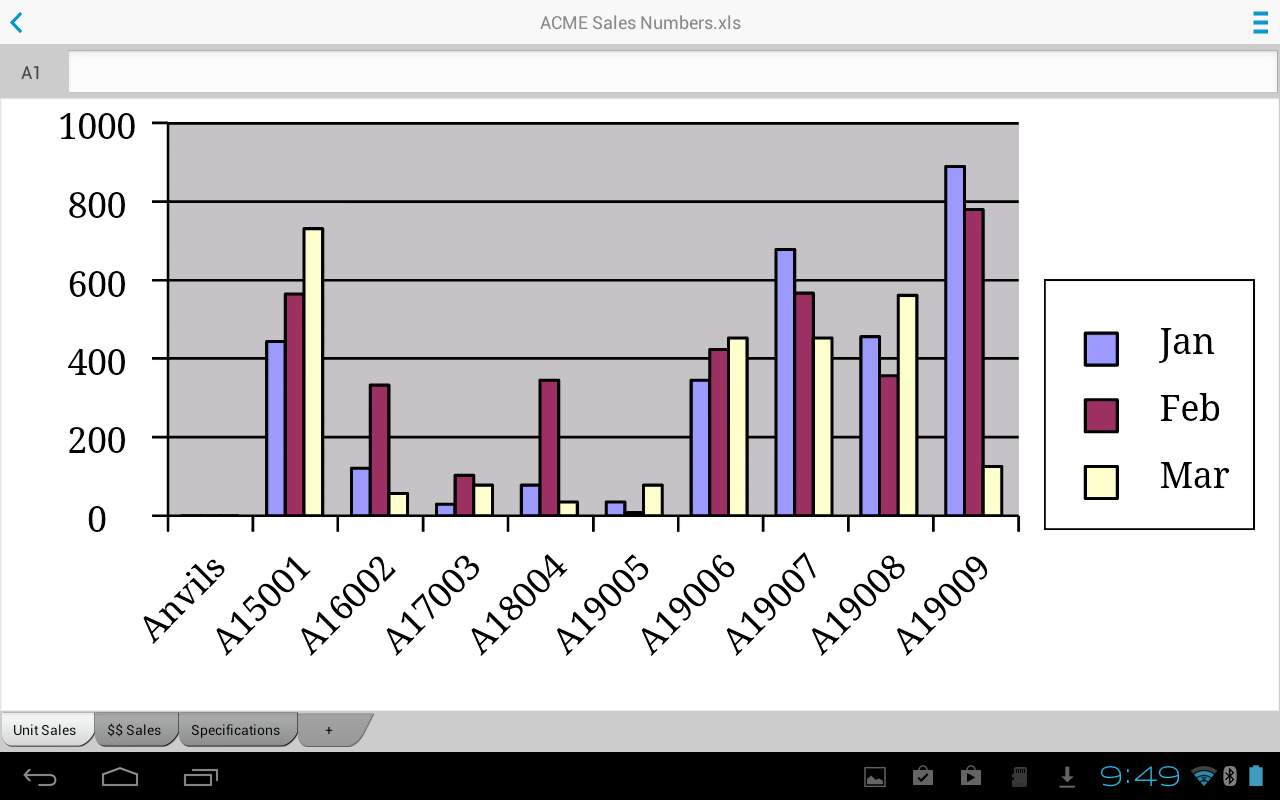 ACME Sales Numbers.xls
A1
1000
800
600
400
200
0
Anvils
A15001
A16002
A17003
A18004
A19005
A19006
A19007
A19008
A19009
Jan
Feb
Mar
Unit Sales
$$ Sales
Specifications
+
9:49